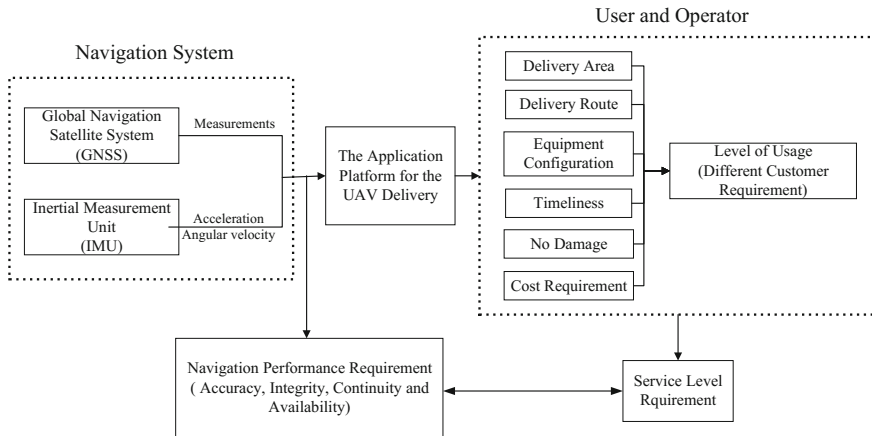 User and Operator
Navigation System
Global Navigation
Satellite System
(GNSS)
Measurements
Inertial Measurement
Unit
(IMU)
Acceleration
Angular velocity
The Application
Platform for the
UAV Delivery
Delivery Area
Delivery Route
Equipment
Configuration
Timeliness
No Damage
Cost Requirement
Level of Usage
(Different Customer
Requirement)
Navigation Performance Requirement
( Accuracy, Integrity, Continuity and
Availability)
Service Level
Rquirement